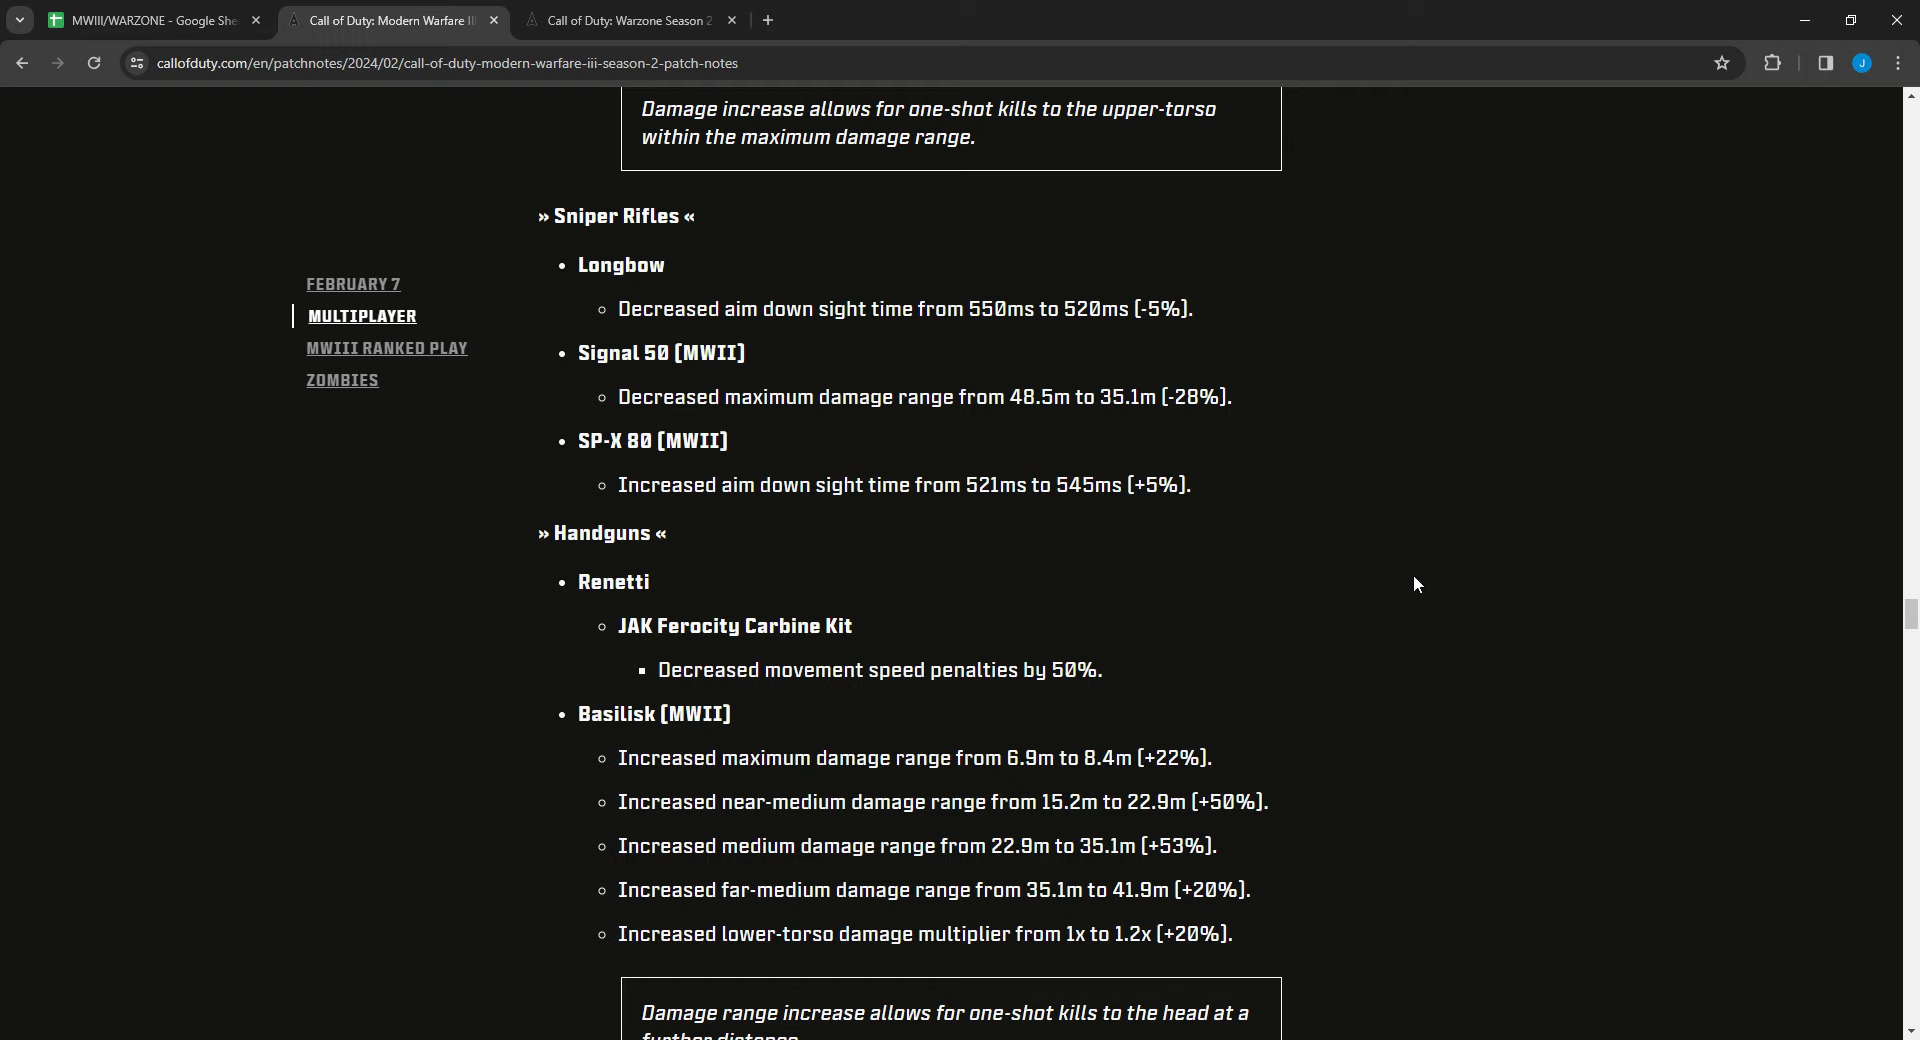 MWIII/WARZONE - Google She
Call of Duty: Modern Warfare III
Call of Duty: Warzone Season 2
callofduty.com/en/patchnotes/2024/02/call-of-duty-modern-warfare-iii-season-2-patch-notes
J
Damage increase allows for one-shot kills to the upper-torso
within the maximum damage range.
» Sniper Rifles «
• Longbow
FEBRUARY 7
MULTIPLAYER
MWIII RANKED PLAY
ZOMBIES
Decreased aim down sight time from 550ms to 520ms (-5%).
• Signal 50 (MWII)
Decreased maximum damage range from 48.5m to 35.1m (-28%).
• SP-X 80 (MWII)
Increased aim down sight time from 521ms to 545ms (+5%).
» Handguns «
• Renetti
JAK Ferocity Carbine Kit
Decreased movement speed penalties by 50%.
• Basilisk (MWII)
Increased maximum damage range from 6.9m to 8.4m (+22%).
Increased near-medium damage range from 15.2m to 22.9m (+50%).
Increased medium damage range from 22.9m to 35.1m (+53%).
Increased far-medium damage range from 35.1m to 41.9m (+20%).
Increased lower-torso damage multiplier from 1x to 1.2x (+20%).
Damage range increase allows for one-shot kills to the head at a
further distance.